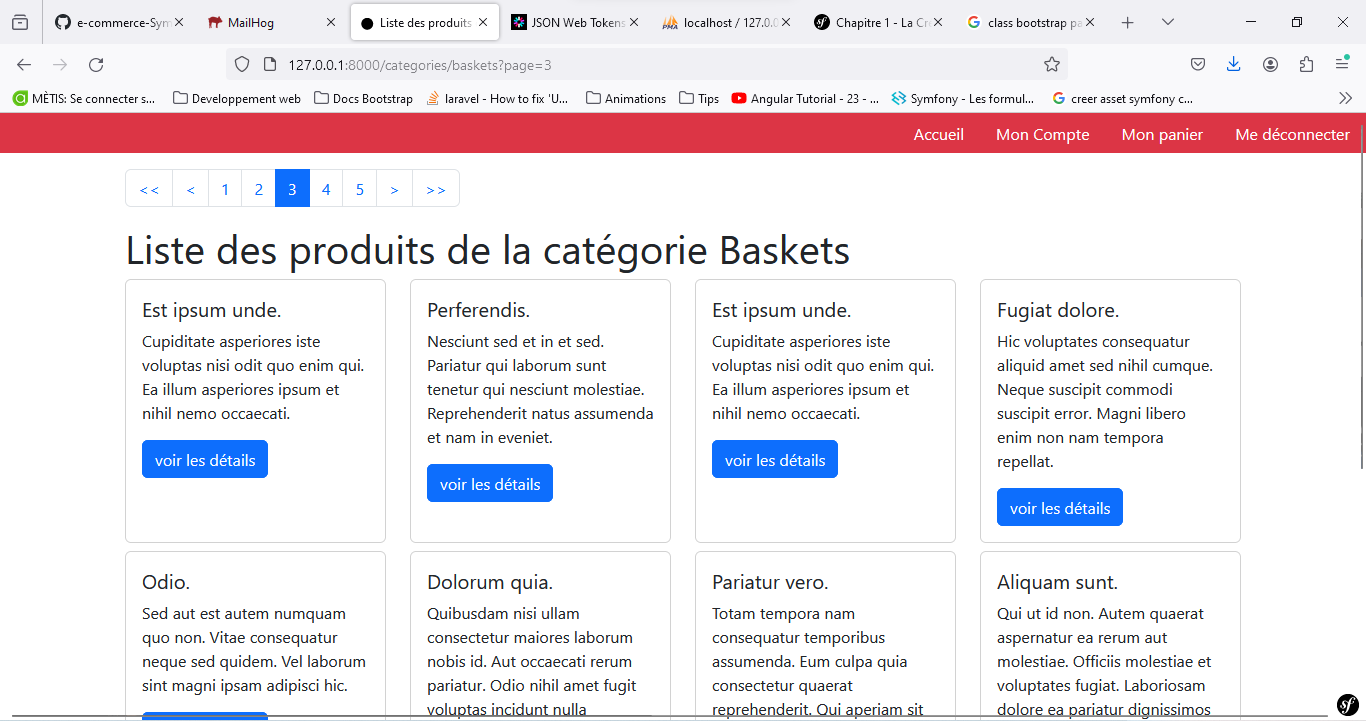 e-commerce-Sym
MailHog
Liste des produits
JSON Web Tokens
localhost / 127.0.0
Chapitre 1 - La Cr
class bootstrap pa
127.0.0.1:8000/categories/baskets?page=3
MÈTIS: Se connecter s...
Developpement web
Docs Bootstrap
laravel - How to fix 'U...
Animations
Tips
Angular Tutorial - 23 - ...
Symfony - Les formul...
creer asset symfony c...
Accueil
Mon Compte
Mon panier
Me déconnecter
<< < 1 2 3 4 5 > >>
Liste des produits de la catégorie Baskets
Est ipsum unde.
Cupiditate asperiores iste
voluptas nisi odit quo enim qui.
Ea illum asperiores ipsum et
nihil nemo occaecati.
voir les détails
Perferendis.
Nesciunt sed et in et sed.
Pariatur qui laborum sunt
tenetur qui nesciunt molestiae.
Reprehenderit natus assumenda
et nam in eveniet.
voir les détails
Est ipsum unde.
Cupiditate asperiores iste
voluptas nisi odit quo enim qui.
Ea illum asperiores ipsum et
nihil nemo occaecati.
voir les détails
Fugiat dolore.
Hic voluptates consequatur
aliquid amet sed nihil cumque.
Neque suscipit commodi
suscipit error. Magni libero
enim non nam tempora
repellat.
voir les détails
Odio.
Sed aut est autem numquam
quo non. Vitae consequatur
neque sed quidem. Vel laborum
sint magni ipsam adipisci hic.
Dolorum quia.
Quibusdam nisi ullam
consectetur maiores laborum
nobis id. Aut occaecati rerum
pariatur. Odio nihil amet fugit
voluptas incidunt nulla
Pariatur vero.
Totam tempora nam
consequatur temporibus
assumenda. Eum culpa quia
consectetur quaerat
reprehenderit. Qui aperiam sit
Aliquam sunt.
Qui ut id non. Autem quaerat
aspernatur ea rerum aut
molestiae. Officiis molestiae et
voluptates fugiat. Laboriosam
dolore ea pariatur dignissimos